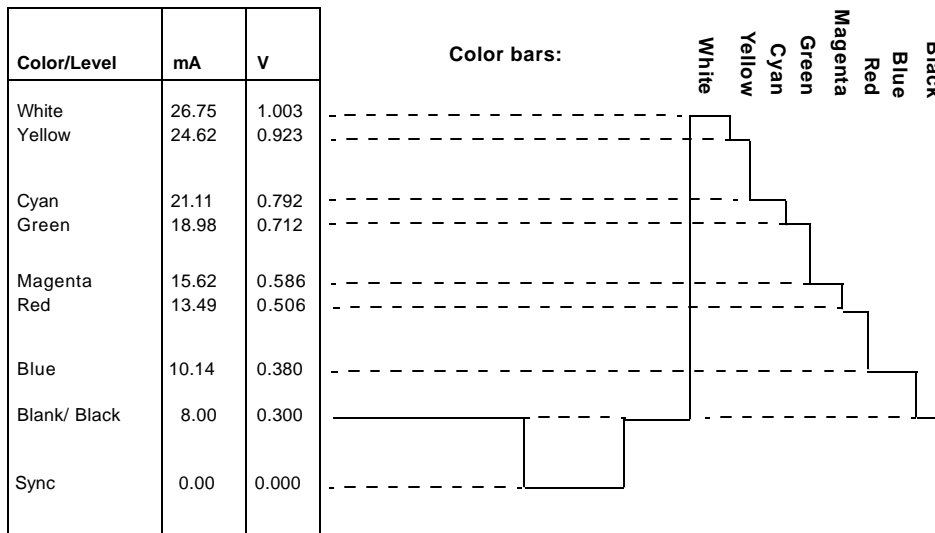 Color bars:
White
Yellow
Cyan
Green
Magenta
Red
Blue
Black
Color/Level mA V
White 26.75 1.003
Yellow 24.62 0.923
Cyan 21.11 0.792
Green 18.98 0.712
Magenta 15.62 0.586
Red 13.49 0.506
Blue 10.14 0.380
Blank/ Black 8.00 0.300
Sync 0.00 0.000